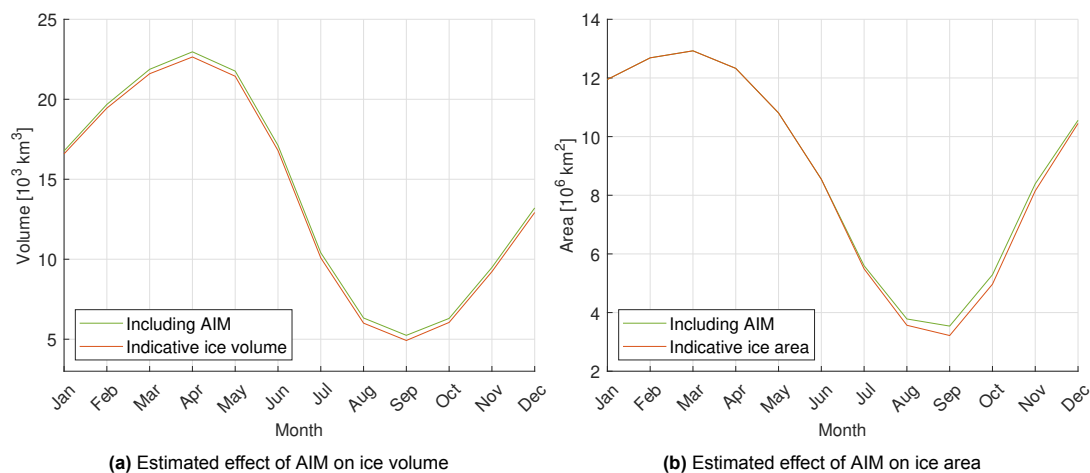 25
20
15
10
5
Volume [10³ km³]
Including AIM
Indicative ice volume
Jan
Feb
Mar
Apr
May
Jun
Jul
Aug
Sep
Oct
Nov
Dec
Month
(a) Estimated effect of AIM on ice volume
14
12
10
8
6
4
2
Area [10⁶ km²]
Including AIM
Indicative ice area
Jan
Feb
Mar
Apr
May
Jun
Jul
Aug
Sep
Oct
Nov
Dec
Month
(b) Estimated effect of AIM on ice area